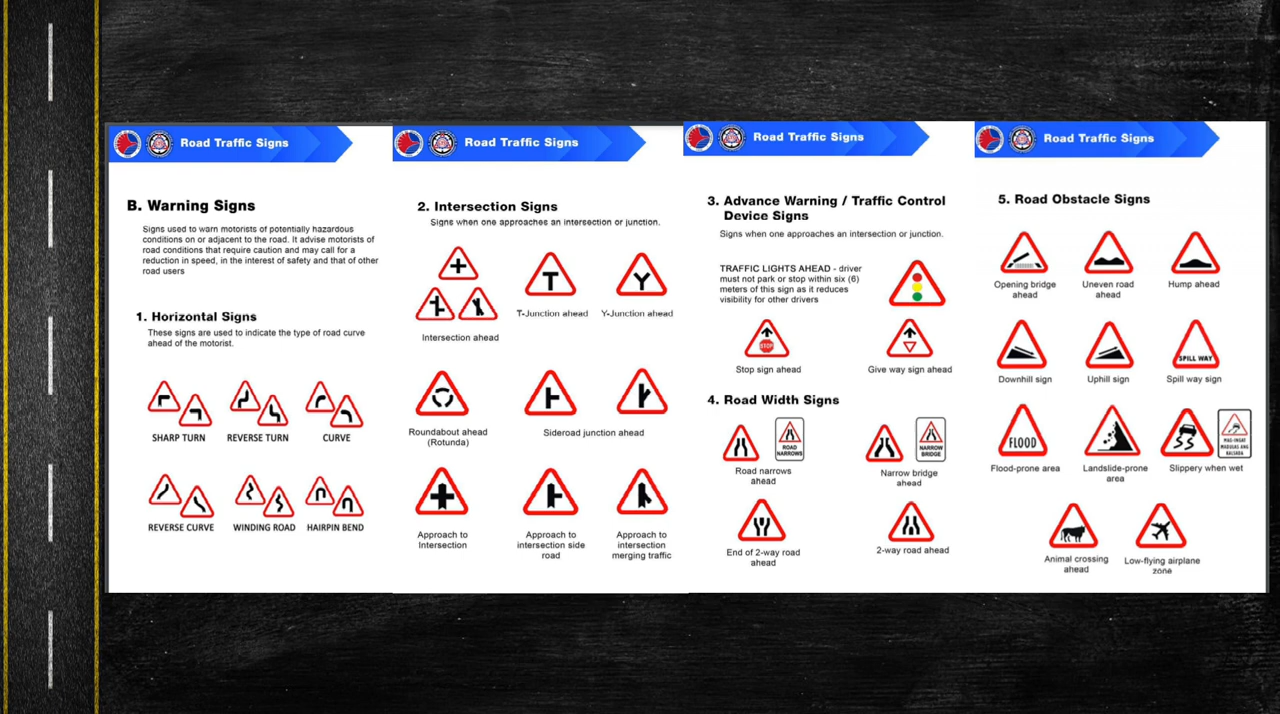 Road Traffic Signs
B. Warning Signs
Signs used to warn motorists of potentially hazardous
conditions on or adjacent to the road. It advise motorists of
road conditions that require caution and may call for a
reduction in speed, in the interest of safety and that of other
road users
1. Horizontal Signs
These signs are used to indicate the type of road curve
ahead of the motorist.
SHARP TURN
REVERSE TURN
CURVE
REVERSE CURVE
WINDING ROAD
HAIRPIN BEND
Road Traffic Signs
2. Intersection Signs
Signs when one approaches an intersection or junction.
Intersection ahead
T
T-Junction ahead
Y
Y-Junction ahead
Roundabout ahead
(Rotunda)
Sideroad junction ahead
Approach to
Intersection
Approach to
intersection side
road
Approach to
intersection
merging traffic
Road Traffic Signs
3. Advance Warning / Traffic Control
Device Signs
Signs when one approaches an intersection or junction.
TRAFFIC LIGHTS AHEAD - driver
must not park or stop within six (6)
meters of this sign as it reduces
visibility for other drivers
STOP
Stop sign ahead
Give way sign ahead
4. Road Width Signs
ROAD
NARROWS
Road narrows
ahead
NARROW
BRIDGE
Narrow bridge
ahead
End of 2-way road
ahead
2-way road ahead
Road Traffic Signs
5. Road Obstacle Signs
Opening bridge
ahead
Uneven road
ahead
Hump ahead
Downhill sign
Uphill sign
SPILL WAY
Spill way sign
FLOOD
Flood-prone area
Landslide-prone
area
MAG-INGAT
MADULAS ANG
KALSADA
Slippery when wet
Animal crossing
ahead
Low-flying airplane
zone